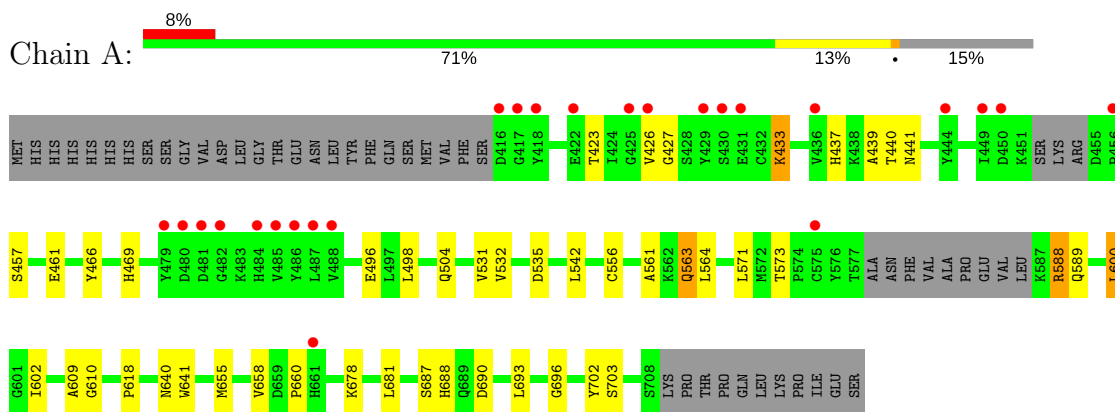 8%
Chain A:
71% 13% • 15%
MET HIS HIS HIS HIS HIS HIS SER SER GLY VAL ASP LEU GLY THR GLU ASN LEU TYR PHE GLN SER MET VAL PHE SER D416 G417 Y418 E422 T423 I424 G425 V426 G427 S428 Y429 S430 E431 C432 K433 V436 H437 K438 A439 T440 N441 Y444 I449 D450 K451 SER LYS ARG D455
S457 E461 Y466 H469 Y479 D480 D481 G482 K483 H484 V485 Y486 L487 V488 E496 L497 L498 Q504 V531 V532 D535 L542 C556 A561 K562 Q563 L564 L571 M572 T573 P574 C575 Y576 T577 ALA ASN PHE VAL ALA PRO GLU VAL LEU K587 R588 Q589
G601 I602 A609 G610 P618 N640 W641 M655 V658 D659 P660 H661 K678 L681 S687 H688 Q689 D690 L693 G696 Y702 S703 S708 LYS PRO THR PRO GLN LEU LYS PRO ILE GLU SER